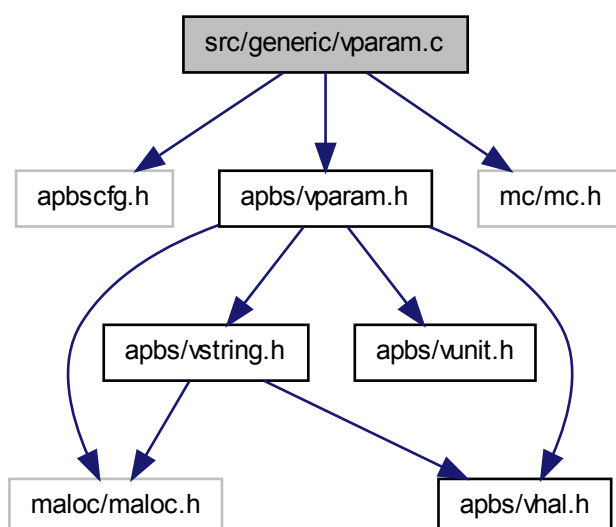 src/generic/vparam.c
apbscfg.h
apbs/vparam.h
mc/mc.h
apbs/vstring.h
apbs/vunit.h
maloc/maloc.h
apbs/vhal.h